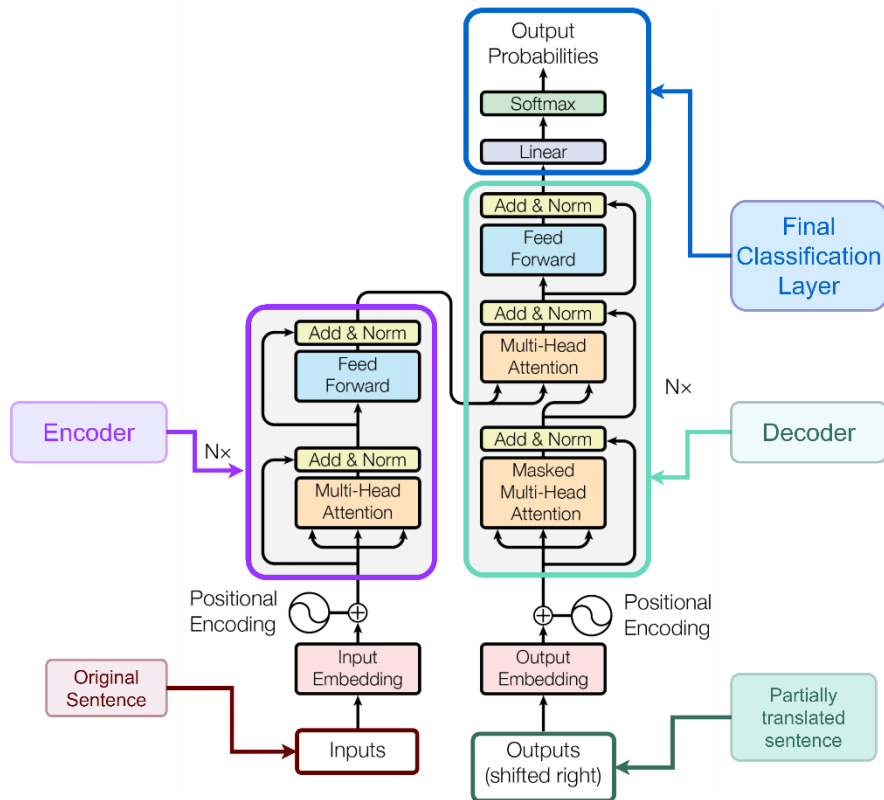 Output
Probabilities
Softmax
Linear
Add & Norm
Feed
Forward
Add & Norm
Multi-Head
Attention
Add & Norm
Masked
Multi-Head
Attention
N×
Add & Norm
Feed
Forward
Add & Norm
Multi-Head
Attention
N×
Final
Classification
Layer
Encoder
Decoder
Positional
Encoding
Positional
Encoding
Input
Embedding
Output
Embedding
Original
Sentence
Inputs
Outputs
(shifted right)
Partially
translated
sentence